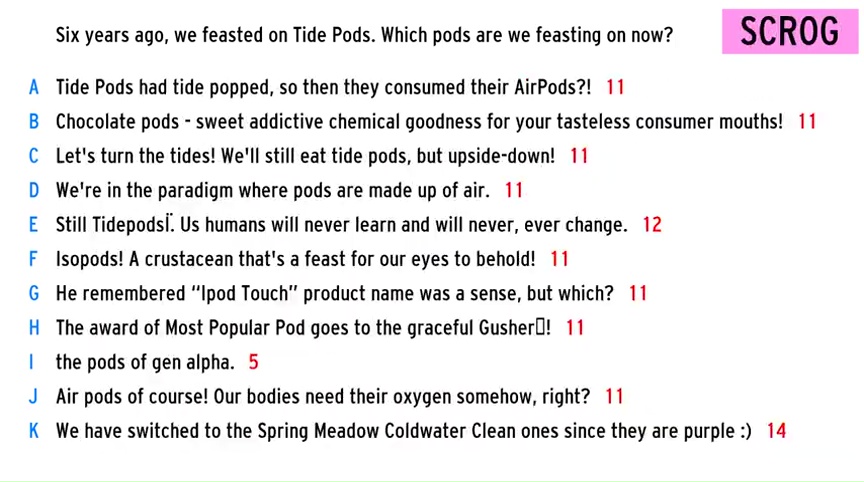 Six years ago, we feasted on Tide Pods. Which pods are we feasting on now?
SCROG
A Tide Pods had tide popped, so then they consumed their AirPods?! 11
B Chocolate pods - sweet addictive chemical goodness for your tasteless consumer mouths! 11
C Let's turn the tides! We'll still eat tide pods, but upside-down! 11
D We're in the paradigm where pods are made up of air. 11
E Still TidepodsÏ. Us humans will never learn and will never, ever change. 12
F Isopods! A crustacean that's a feast for our eyes to behold! 11
G He remembered “Ipod Touch” product name was a sense, but which? 11
H The award of Most Popular Pod goes to the graceful Gusher▯! 11
I the pods of gen alpha. 5
J Air pods of course! Our bodies need their oxygen somehow, right? 11
K We have switched to the Spring Meadow Coldwater Clean ones since they are purple :) 14